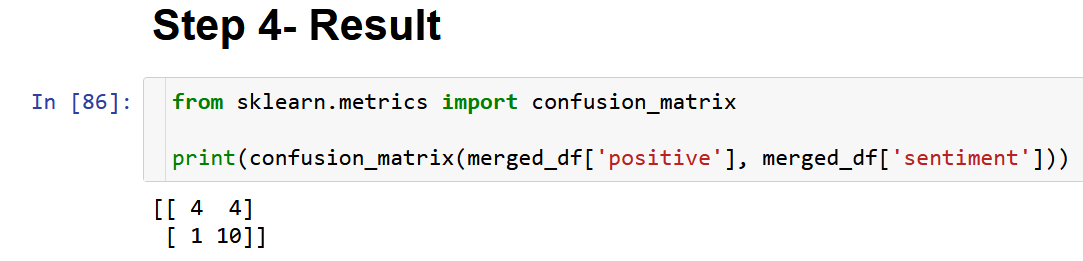 Step 4- Result
In [86]: from sklearn.metrics import confusion_matrix
print(confusion_matrix(merged_df['positive'], merged_df['sentiment']))
[[ 4  4]
 [ 1 10]]